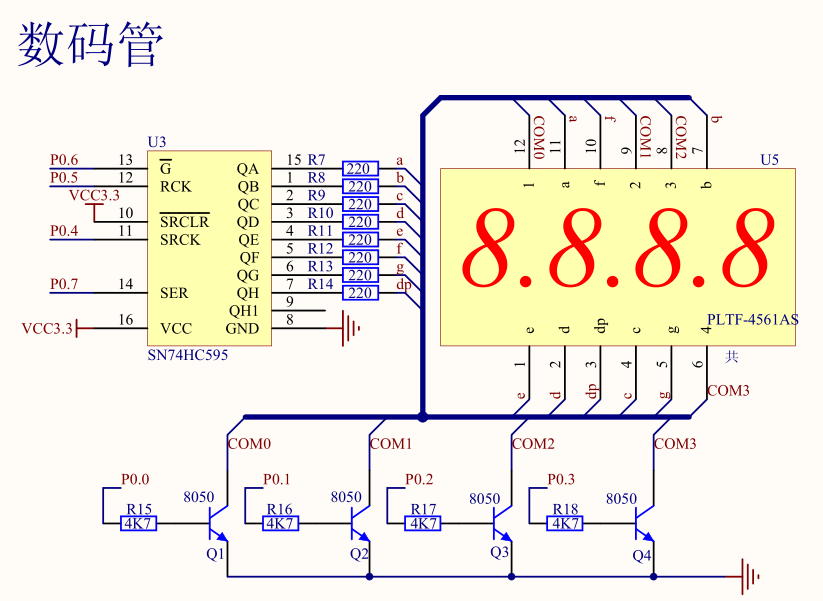 数码管
U3
P0.6 13 G QA 15 R7 220 a
P0.5 12 RCK QB 1 R8 220 b
VCC3.3 QC 2 R9 220 c
10 SRCLR QD 3 R10 220 d
P0.4 11 SRCK QE 4 R11 220 e
QF 5 R12 220 f
QG 6 R13 220 g
P0.7 14 SER QH 7 R14 220 dp
QH1 9
VCC3.3 16 VCC GND 8
SN74HC595
COM0 a f COM1 COM2 b
12 11 10 9 8 7
U5
1 a f 2 3 b
8.8.8.8
PLTF-4561AS
e d dp c g 4
共
1 2 3 4 5 6
e d dp c g COM3
COM0 COM1 COM2 COM3
P0.0 P0.1 P0.2 P0.3
8050 8050 8050 8050
R15 R16 R17 R18
4K7 4K7 4K7 4K7
Q1 Q2 Q3 Q4